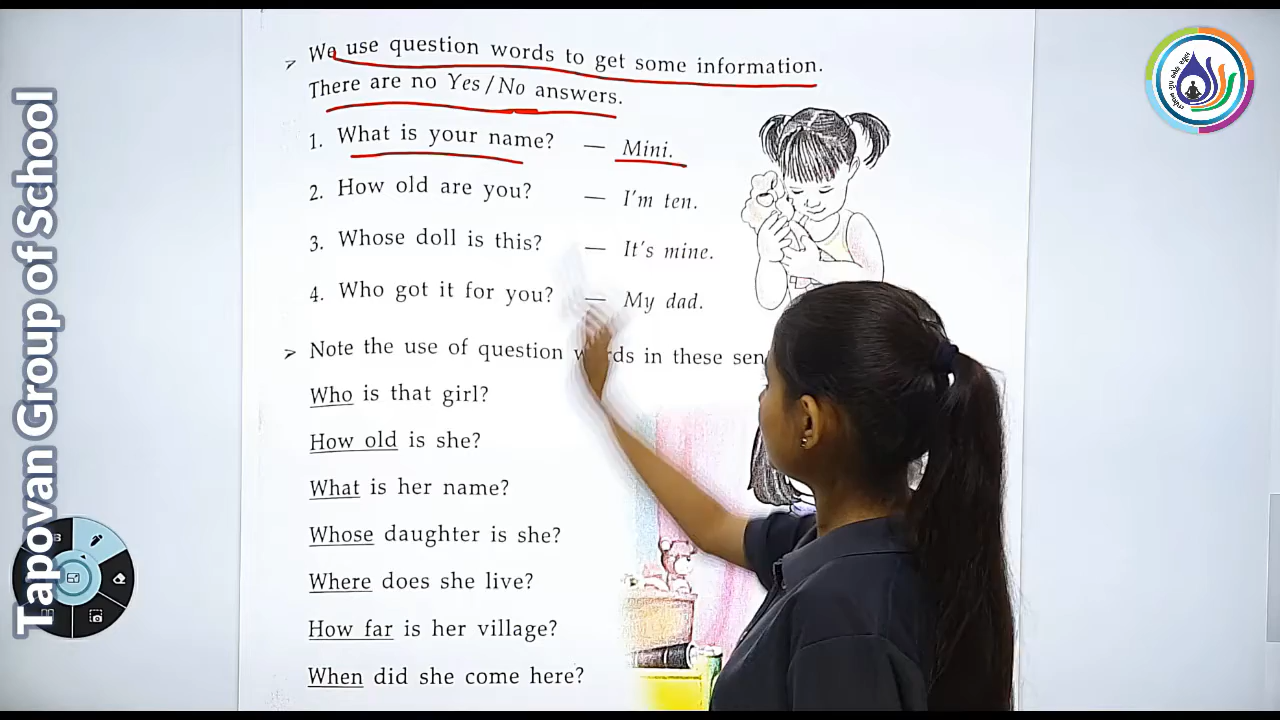 We use question words to get some information.
There are no Yes/No answers.
1. What is your name? — Mini.
2. How old are you? — I'm ten.
3. Whose doll is this? — It's mine.
4. Who got it for you? — My dad.
➢ Note the use of question words in these
Who is that girl?
How old is she?
What is her name?
Whose daughter is she?
Where does she live?
How far is her village?
When did she come here?
Tapovan Group of School